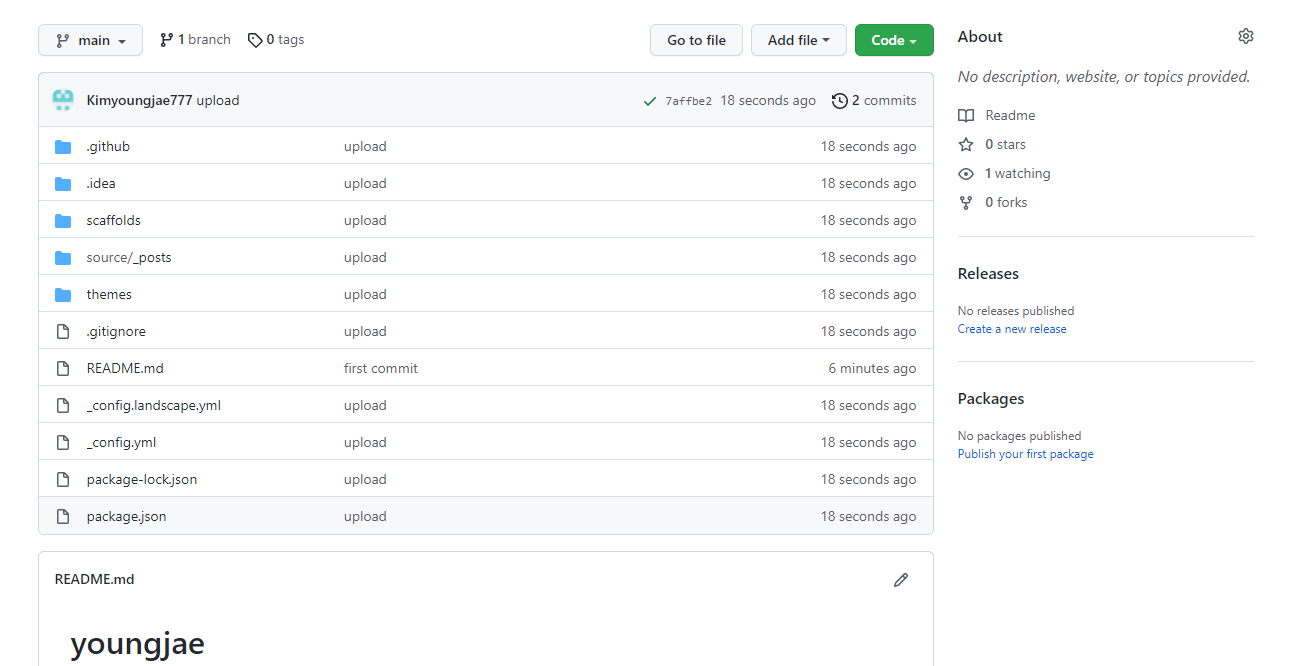 main
1 branch
0 tags
Go to file
Add file
Code
Kimyoungjae777 upload
7affbe2 18 seconds ago
2 commits
.github upload 18 seconds ago
.idea upload 18 seconds ago
scaffolds upload 18 seconds ago
source/_posts upload 18 seconds ago
themes upload 18 seconds ago
.gitignore upload 18 seconds ago
README.md first commit 6 minutes ago
_config.landscape.yml upload 18 seconds ago
_config.yml upload 18 seconds ago
package-lock.json upload 18 seconds ago
package.json upload 18 seconds ago
README.md
youngjae
About
No description, website, or topics provided.
Readme
0 stars
1 watching
0 forks
Releases
No releases published
Create a new release
Packages
No packages published
Publish your first package